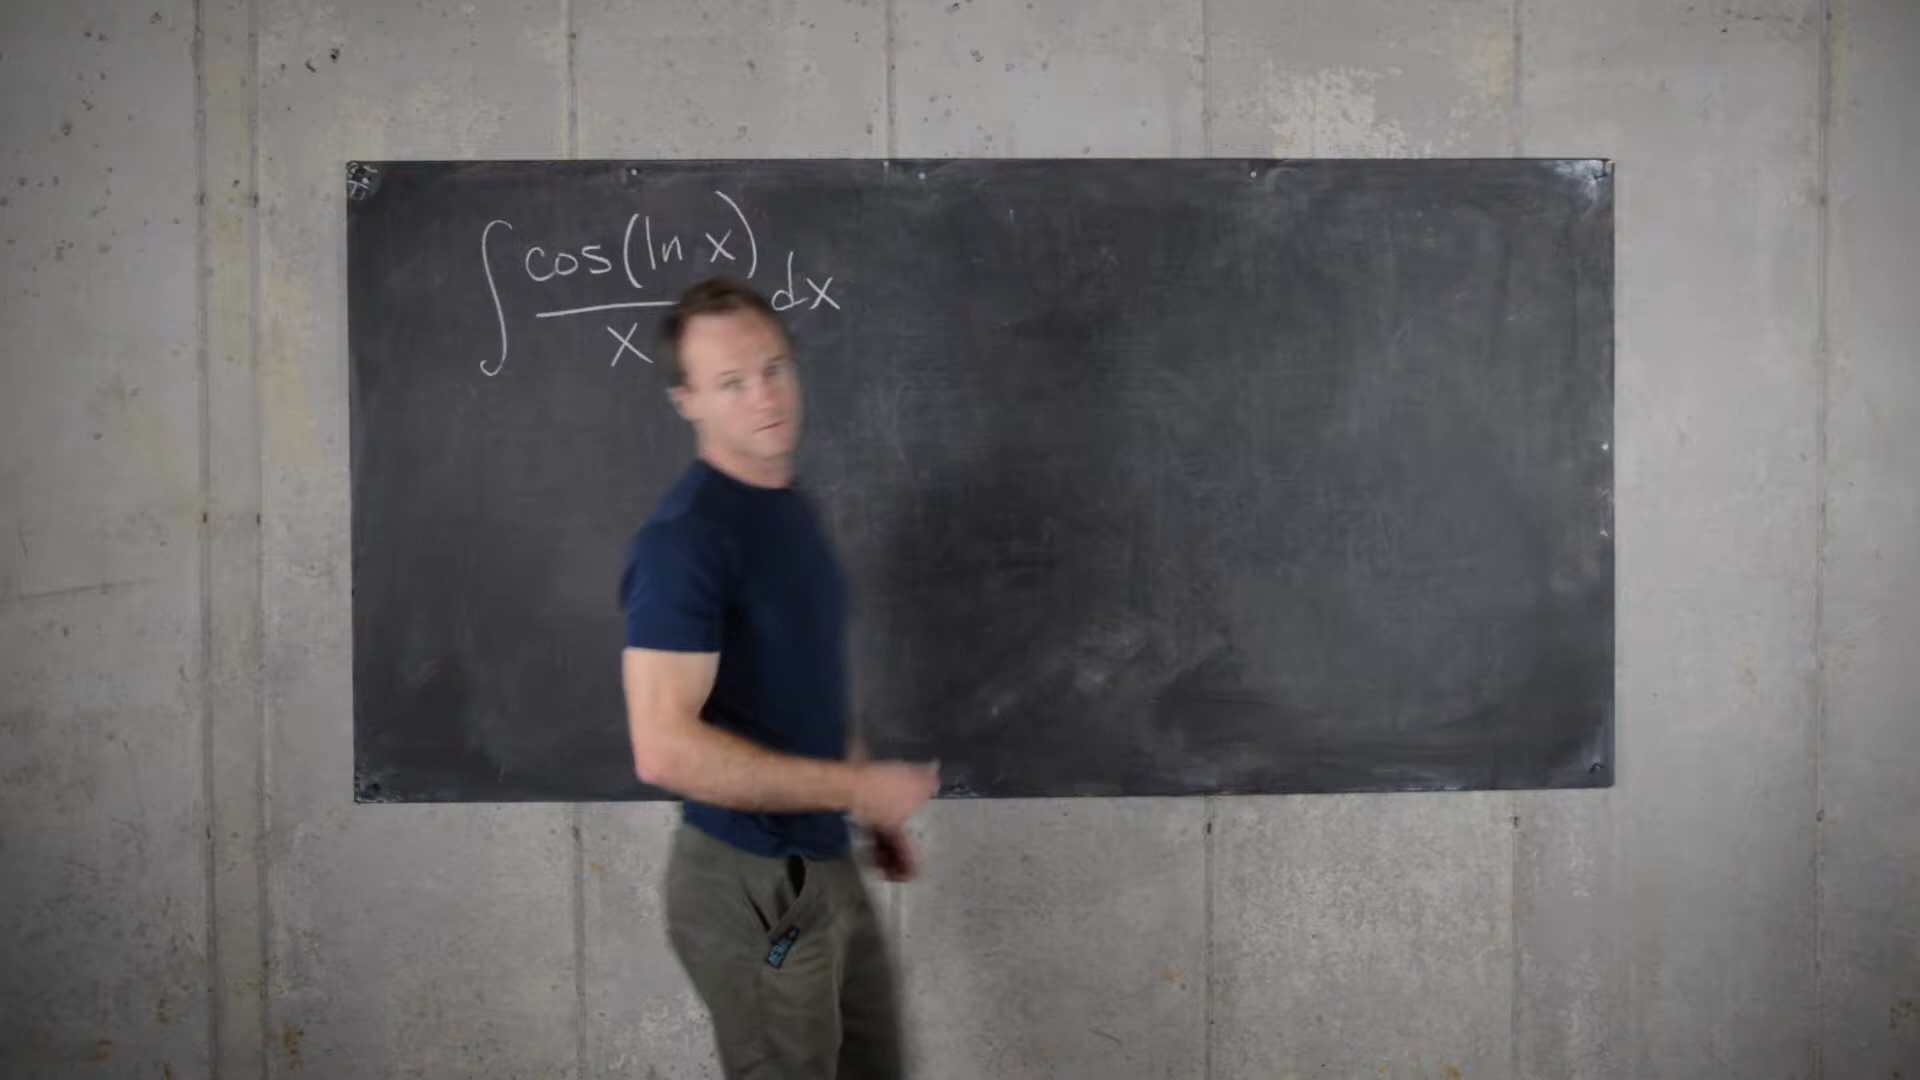 ∫ cos(ln x) / x dx